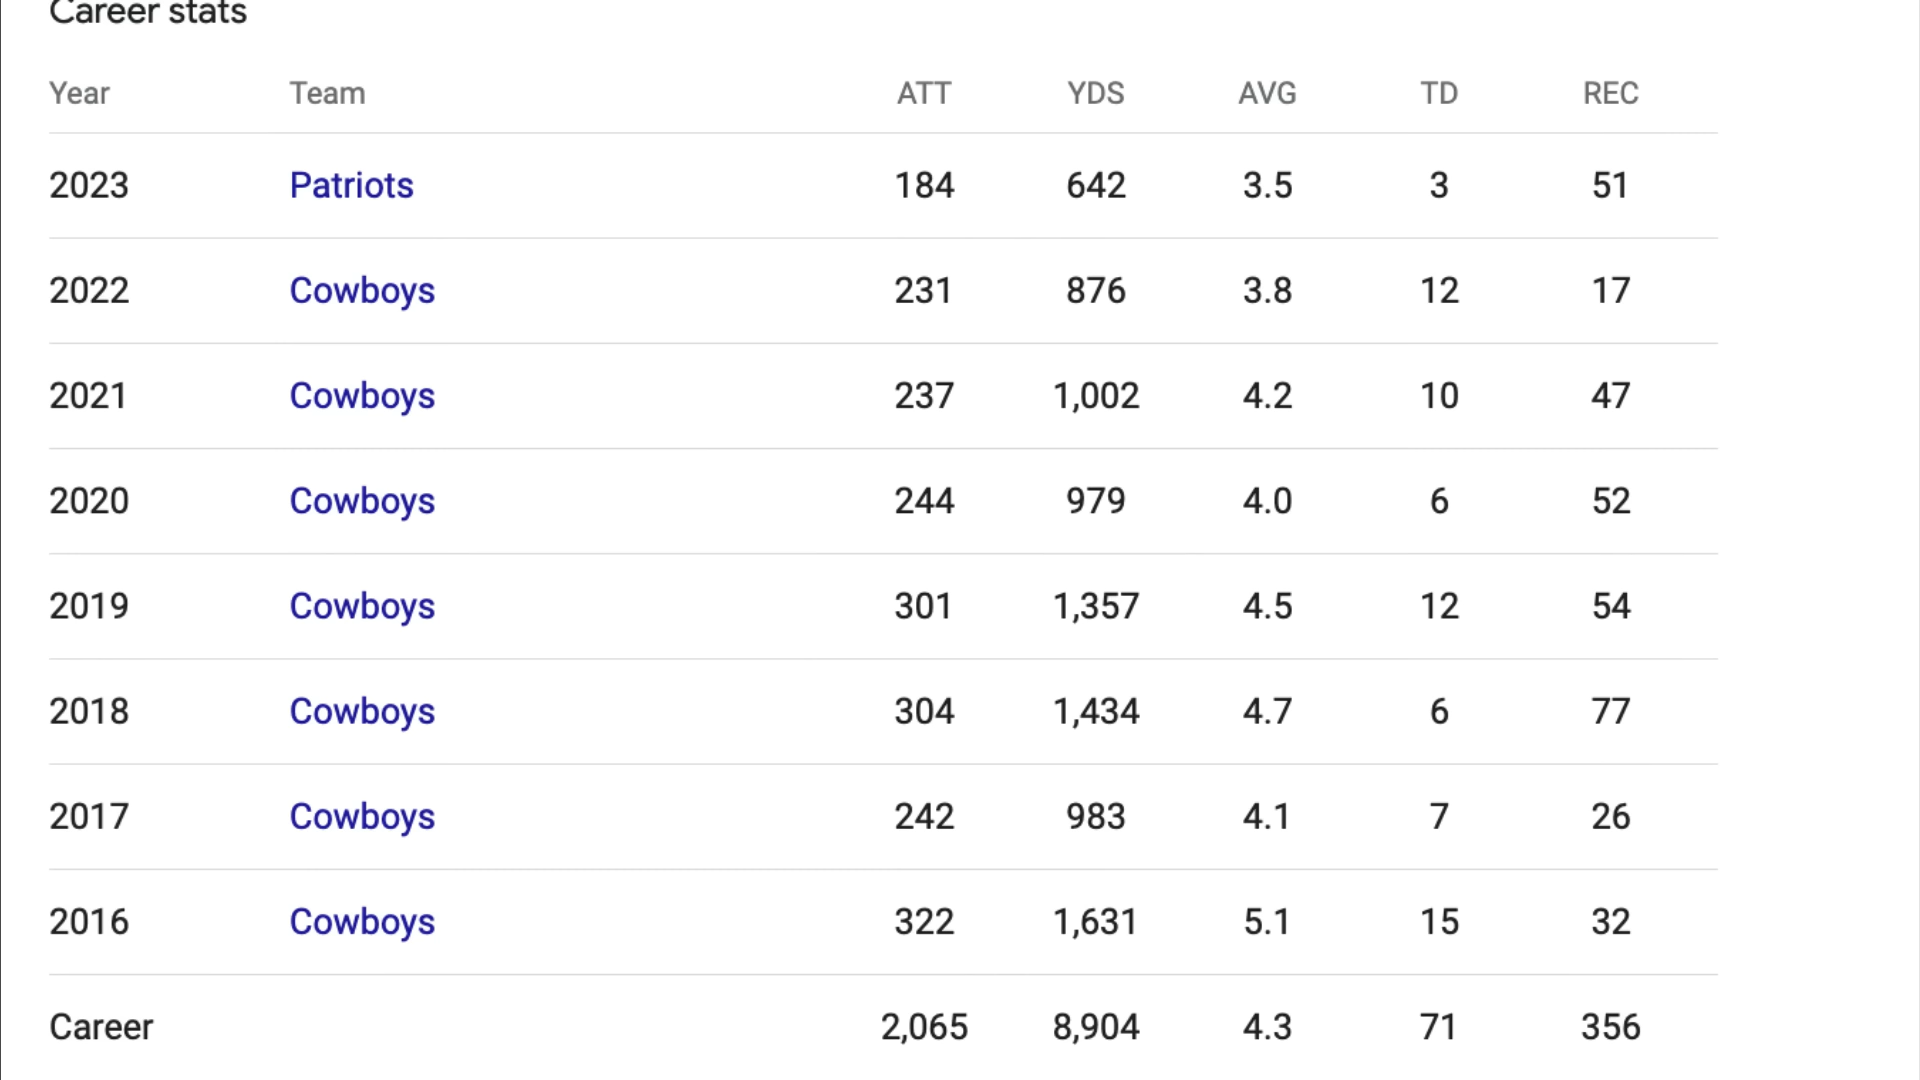 Career stats
Year Team ATT YDS AVG TD REC
2023 Patriots 184 642 3.5 3 51
2022 Cowboys 231 876 3.8 12 17
2021 Cowboys 237 1,002 4.2 10 47
2020 Cowboys 244 979 4.0 6 52
2019 Cowboys 301 1,357 4.5 12 54
2018 Cowboys 304 1,434 4.7 6 77
2017 Cowboys 242 983 4.1 7 26
2016 Cowboys 322 1,631 5.1 15 32
Career 2,065 8,904 4.3 71 356